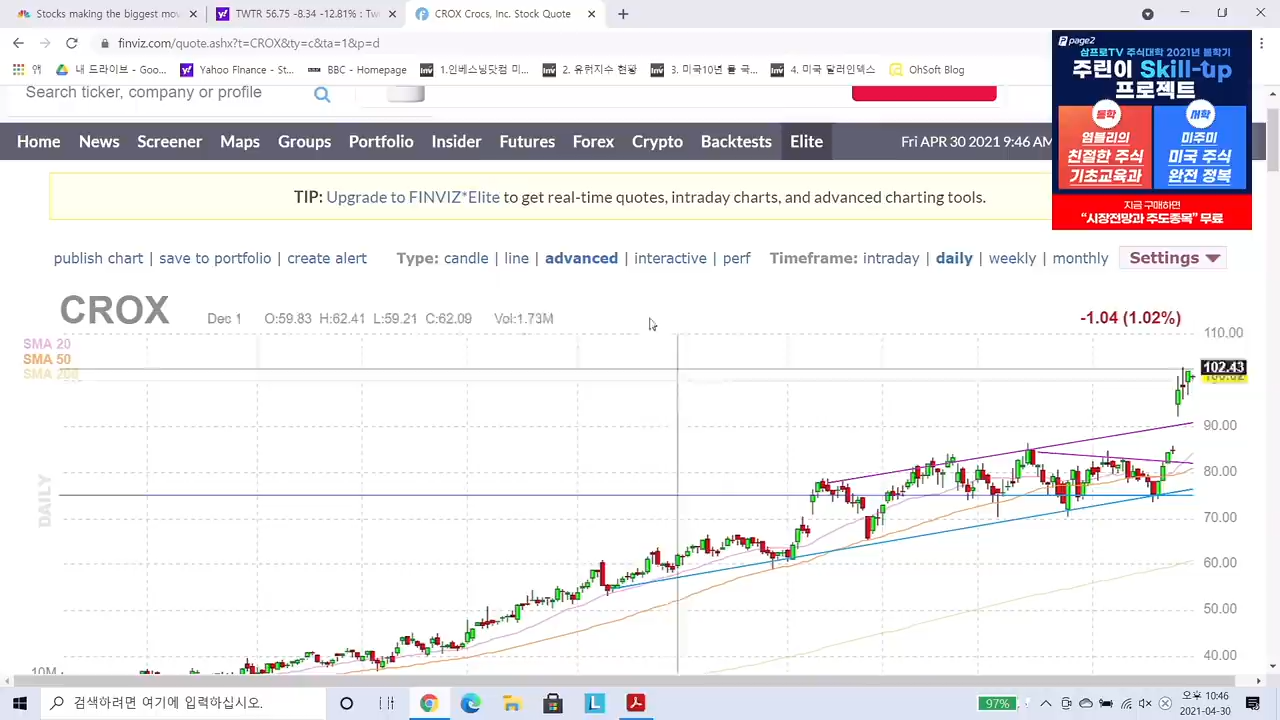 Stocks making the biggest mov
TWTR 56.75 -8.34 -12.81% : Tw
CROX Crocs, Inc. Stock Quote
finviz.com/quote.ashx?t=CROX&ty=c&ta=1&p=d
앱
내 드라이브 - Goo...
Yahoo Finance - St...
BBC - Homepage
1.인베스팅닷컴 미...
2. 유럽지수 현황
3. 미국10년 물 국...
4. 미국 달러인덱스
OhSoft Blog
page2
삼프로TV 주식대학 2021년 봄학기
주린이 Skill-up
프로젝트
염블리의
친절한 주식
기초교육과
미주미
미국 주식
완전 정복
지금 구매하면
“시장전망과 주도종목” 무료
Search ticker, company or profile
Home News Screener Maps Groups Portfolio Insider Futures Forex Crypto Backtests Elite
Fri APR 30 2021 9:46 AM
TIP: Upgrade to FINVIZ*Elite to get real-time quotes, intraday charts, and advanced charting tools.
publish chart | save to portfolio | create alert Type: candle | line | advanced | interactive | perf Timeframe: intraday | daily | weekly | monthly Settings
CROX Dec 1 O:59.83 H:62.41 L:59.21 C:62.09 Vol:1.73M -1.04 (1.02%)
SMA 20
SMA 50
SMA 200
110.00
102.43
90.00
80.00
70.00
60.00
50.00
40.00
DAILY
10M
검색하려면 여기에 입력하십시오.
97%
오후 10:46
2021-04-30